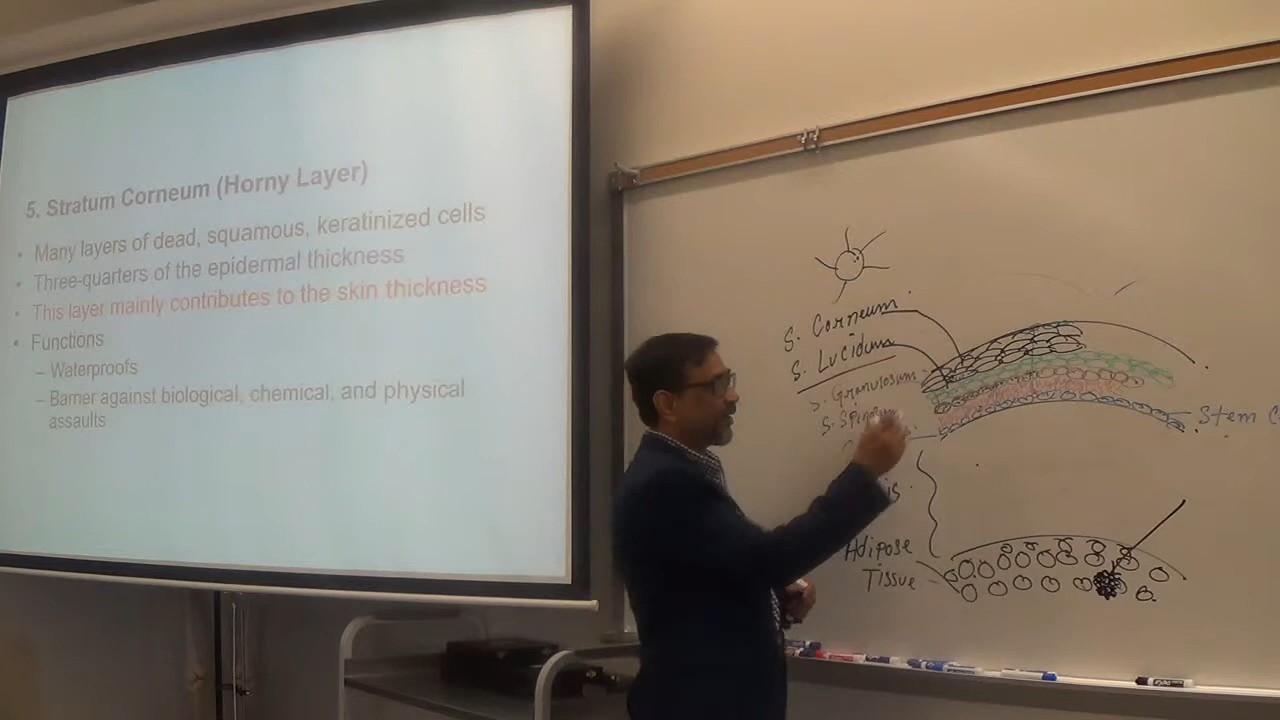 5. Stratum Corneum (Horny Layer)
• Many layers of dead, squamous, keratinized cells
• Three-quarters of the epidermal thickness
• This layer mainly contributes to the skin thickness
• Functions
– Waterproofs
– Barrier against biological, chemical, and physical
assaults
S. Corneum
S. Lucidum
S. Granulosum
S. Spinosum
Stem C
is
Adipose
Tissue